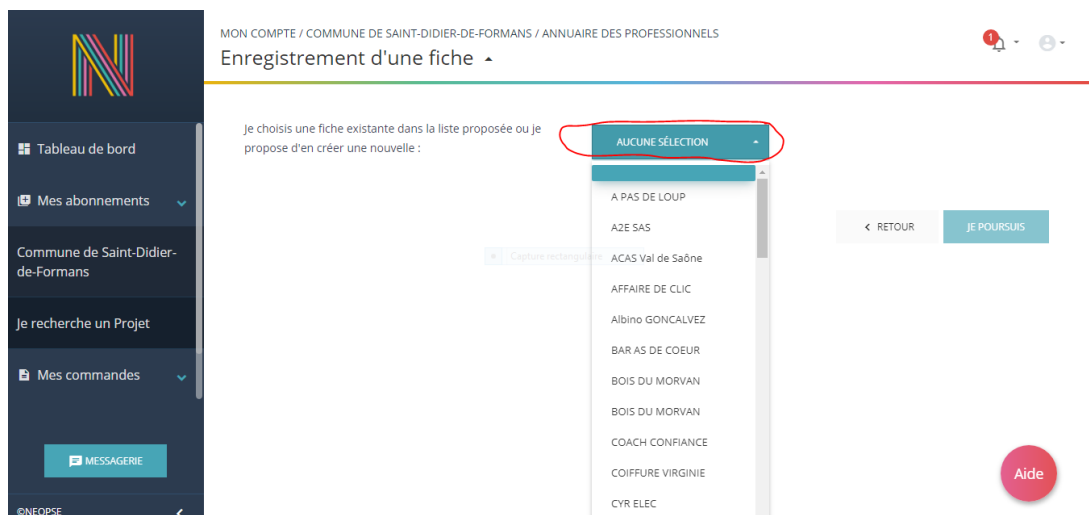 MON COMPTE / COMMUNE DE SAINT-DIDIER-DE-FORMANS / ANNUAIRE DES PROFESSIONNELS
Enregistrement d'une fiche
1
Tableau de bord
Mes abonnements
Commune de Saint-Didier-
de-Formans
Je recherche un Projet
Mes commandes
MESSAGERIE
©NEOPSE
Je choisis une fiche existante dans la liste proposée ou je
propose d'en créer une nouvelle :
AUCUNE SÉLECTION
A PAS DE LOUP
A2E SAS
ACAS Val de Saône
AFFAIRE DE CLIC
Albino GONCALVEZ
BAR AS DE COEUR
BOIS DU MORVAN
BOIS DU MORVAN
COACH CONFIANCE
COIFFURE VIRGINIE
CYR ELEC
Capture rectangulaire
RETOUR
JE POURSUIS
Aide